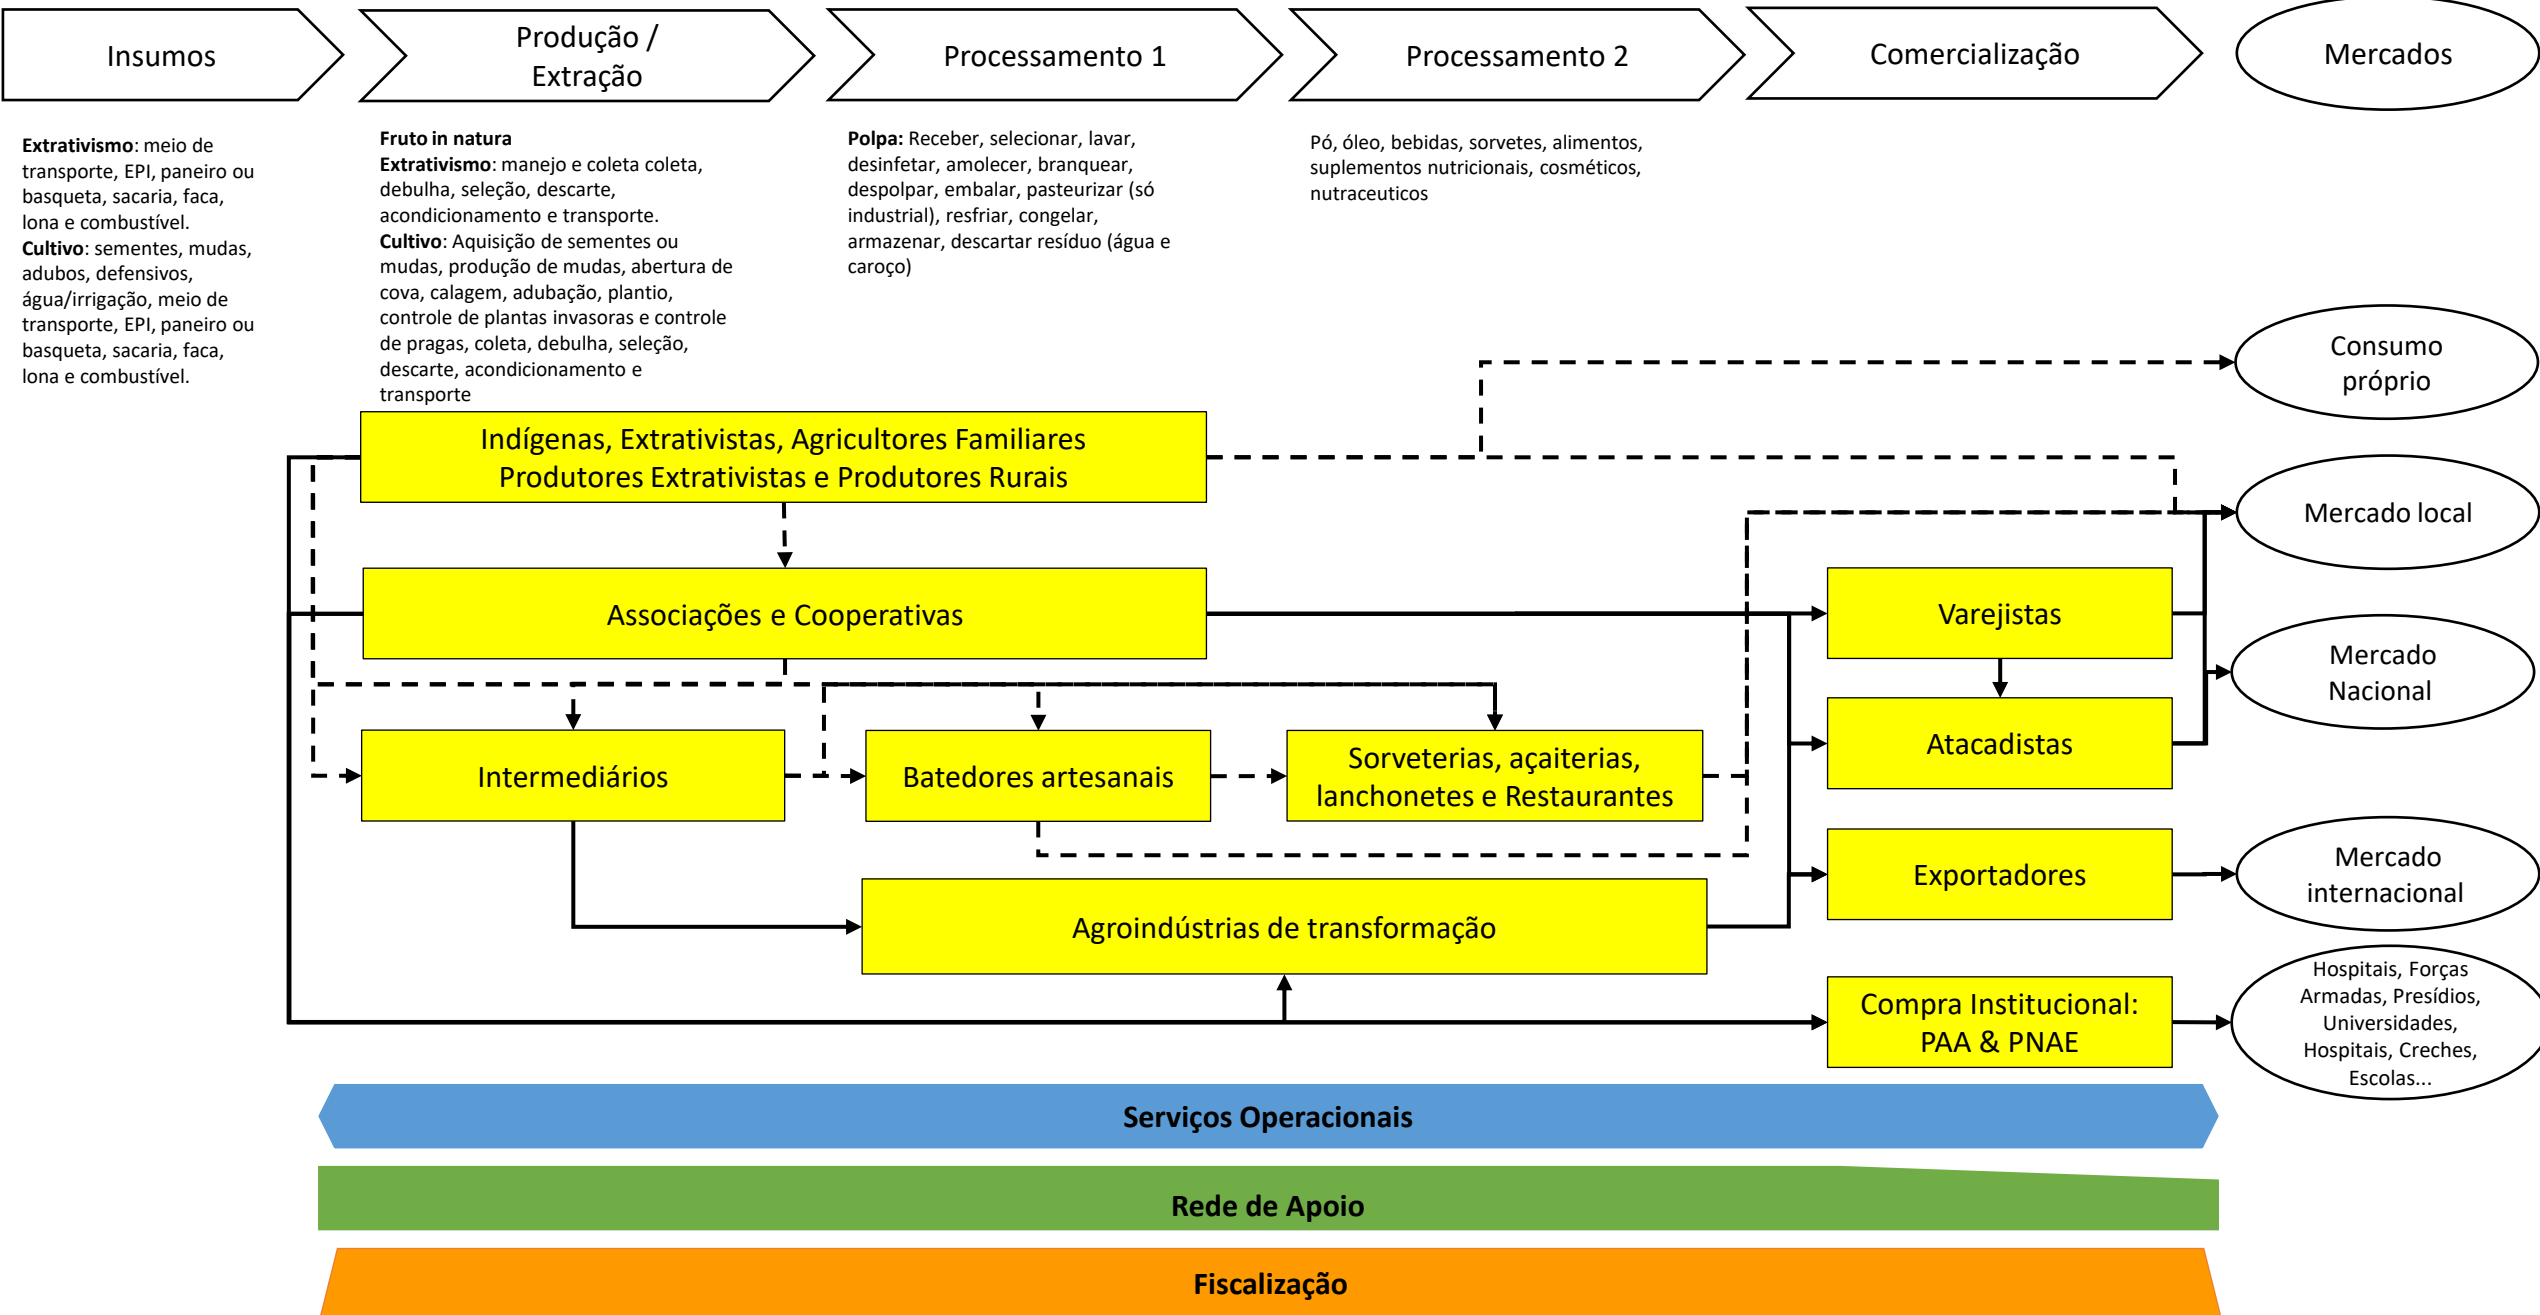 Insumos
Produção /
Extração
Processamento 1
Processamento 2
Comercialização
Mercados
Extrativismo: meio de
transporte, EPI, paneiro ou
basqueta, sacaria, faca,
lona e combustível.
Cultivo: sementes, mudas,
adubos, defensivos,
água/irrigação, meio de
transporte, EPI, paneiro ou
basqueta, sacaria, faca,
lona e combustível.
Fruto in natura
Extrativismo: manejo e coleta coleta,
debulha, seleção, descarte,
acondicionamento e transporte.
Cultivo: Aquisição de sementes ou
mudas, produção de mudas, abertura de
cova, calagem, adubação, plantio,
controle de plantas invasoras e controle
de pragas, coleta, debulha, seleção,
descarte, acondicionamento e
transporte
Polpa: Receber, selecionar, lavar,
desinfetar, amolecer, branquear,
despolpar, embalar, pasteurizar (só
industrial), resfriar, congelar,
armazenar, descartar resíduo (água e
caroço)
Pó, óleo, bebidas, sorvetes, alimentos,
suplementos nutricionais, cosméticos,
nutraceuticos
Consumo
próprio
Indígenas, Extrativistas, Agricultores Familiares
Produtores Extrativistas e Produtores Rurais
Mercado local
Associações e Cooperativas
Varejistas
Mercado
Nacional
Intermediários
Batedores artesanais
Sorveterias, açaiterias,
lanchonetes e Restaurantes
Atacadistas
Exportadores
Mercado
internacional
Agroindústrias de transformação
Compra Institucional:
PAA & PNAE
Hospitais, Forças
Armadas, Presídios,
Universidades,
Hospitais, Creches,
Escolas...
Serviços Operacionais
Rede de Apoio
Fiscalização